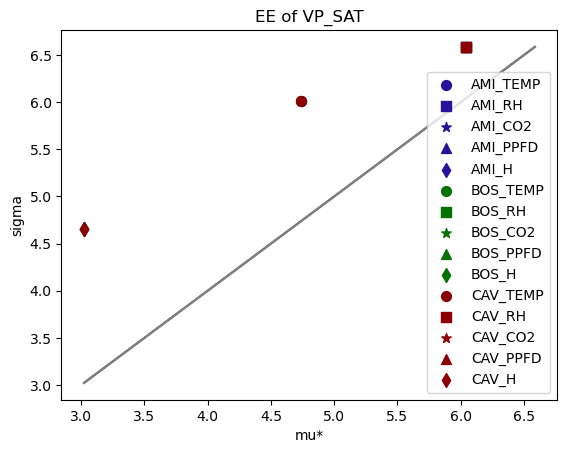 EE of VP_SAT
sigma
6.5
6.0
5.5
5.0
4.5
4.0
3.5
3.0
AMI_TEMP
AMI_RH
AMI_CO2
AMI_PPFD
AMI_H
BOS_TEMP
BOS_RH
BOS_CO2
BOS_PPFD
BOS_H
CAV_TEMP
CAV_RH
CAV_CO2
CAV_PPFD
CAV_H
3.0 3.5 4.0 4.5 5.0 5.5 6.0 6.5
mu*